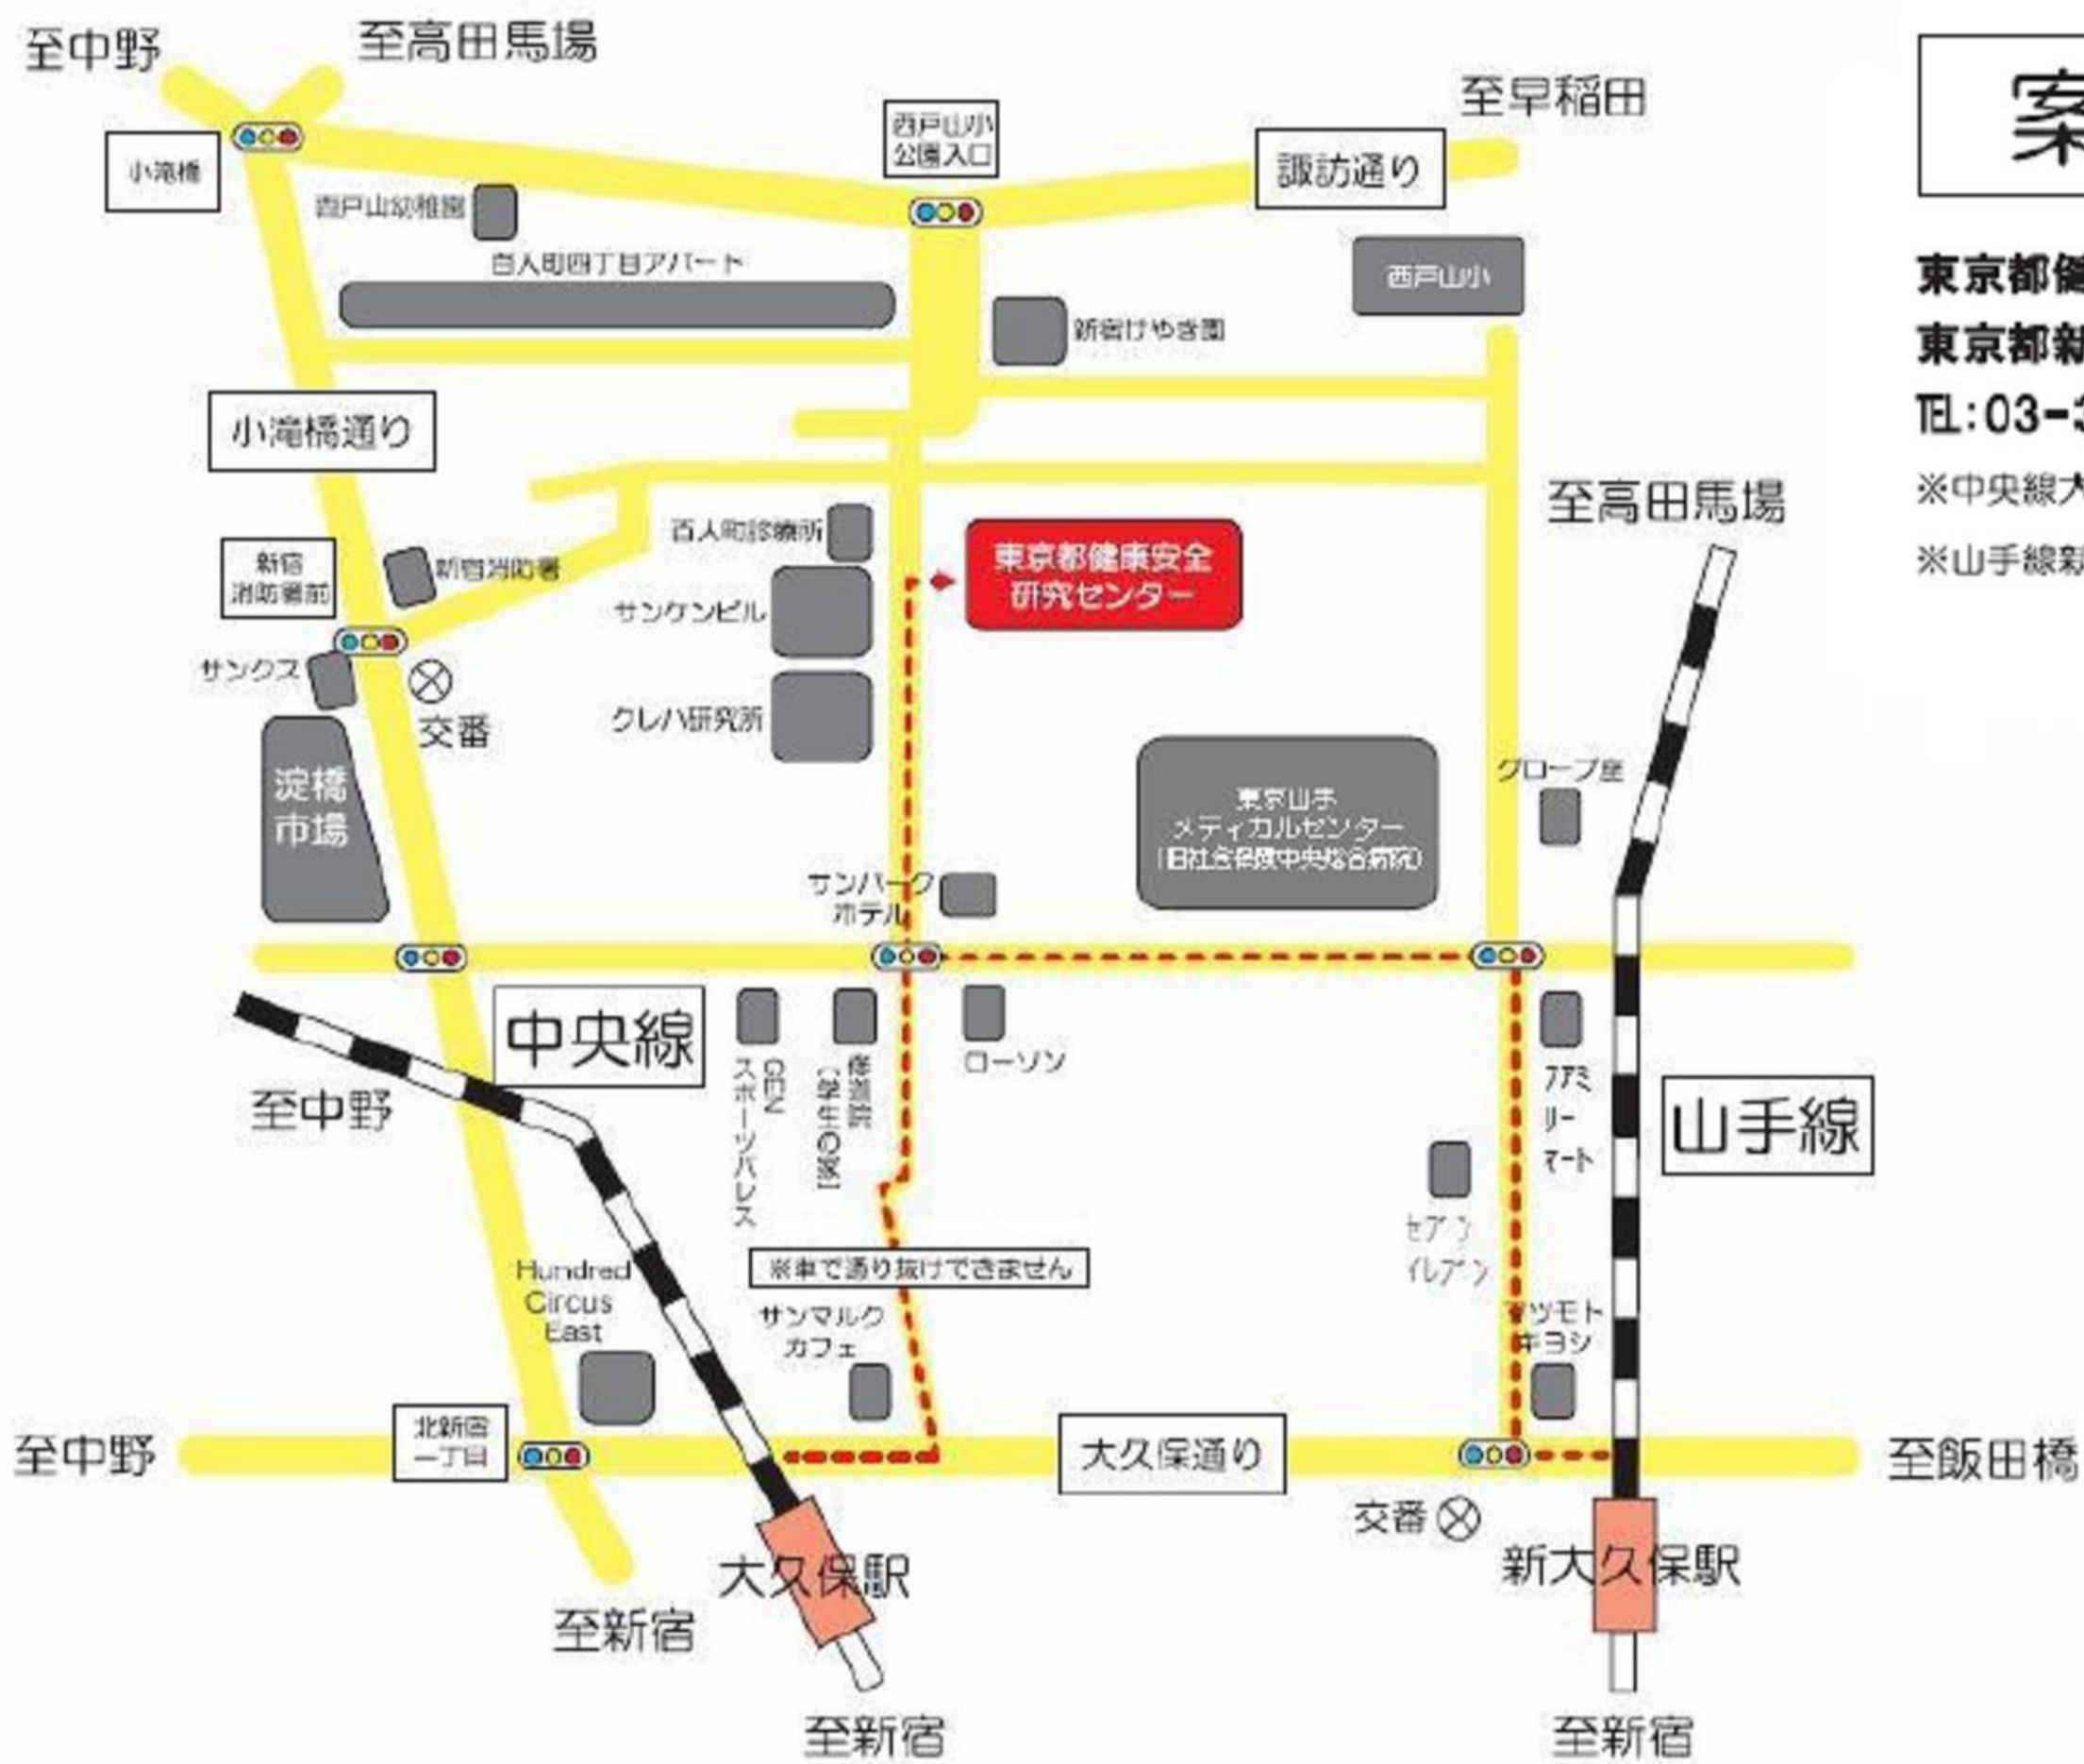 至中野
至高田馬場
至早稲田
案
小滝橋
西戸山小
公園入口
諏訪通り
西戸山幼稚園
百人町四丁目アパート
西戸山小
新宿けやき園
東京都健
東京都新
TEL:03-3
※中央線大
※山手線新
小滝橋通り
至高田馬場
百人町診療所
東京都健康安全
研究センター
新宿
消防署前
新宿消防署
サンケンビル
サンクス
交番
クレハ研究所
淀橋
市場
東京山手
メディカルセンター
(旧社会保険中央総合病院)
グローブ座
サンパーク
ホテル
中央線
至中野
GEN
スポーツパレス
修道院
(学生の家)
ローソン
ファミ
リー
マート
山手線
セブン
イレブン
※車で通り抜けできません
Hundred
Circus
East
サンマルク
カフェ
マツモト
キヨシ
至中野
北新宿
一丁目
大久保通り
至飯田橋
交番
大久保駅
新大久保駅
至新宿
至新宿
至新宿